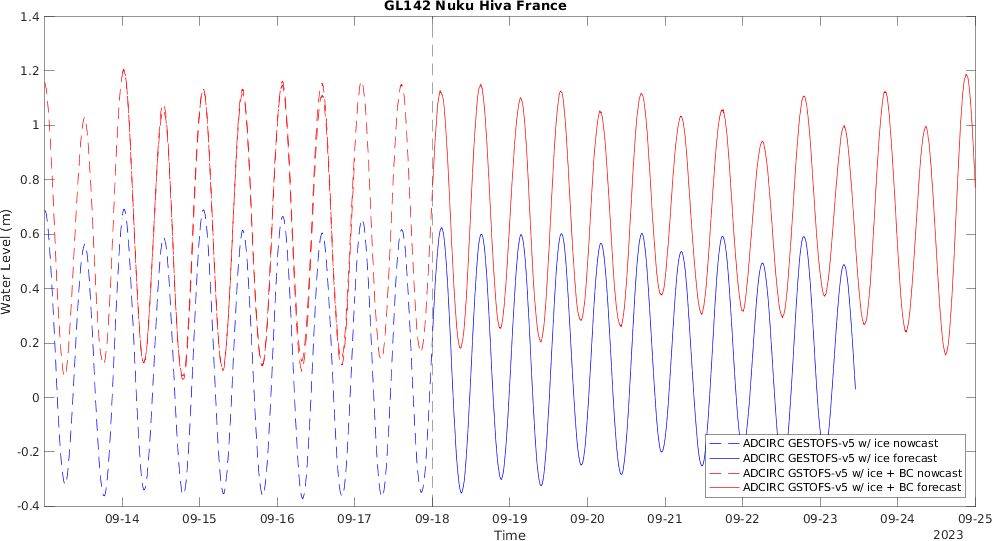 GL142 Nuku Hiva France
1.4
1.2
1
0.8
0.6
0.4
0.2
0
-0.2
-0.4
Water Level (m)
09-14 09-15 09-16 09-17 09-18 09-19 09-20 09-21 09-22 09-23 09-24 09-25
Time
2023
ADCIRC GESTOFS-v5 w/ ice nowcast
ADCIRC GESTOFS-v5 w/ ice forecast
ADCIRC GSTOFS-v5 w/ ice + BC nowcast
ADCIRC GSTOFS-v5 w/ ice + BC forecast